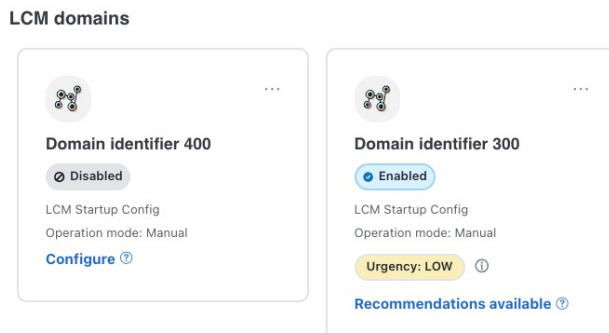 LCM domains
Domain identifier 400
Disabled
LCM Startup Config
Operation mode: Manual
Configure
Domain identifier 300
Enabled
LCM Startup Config
Operation mode: Manual
Urgency: LOW
Recommendations available